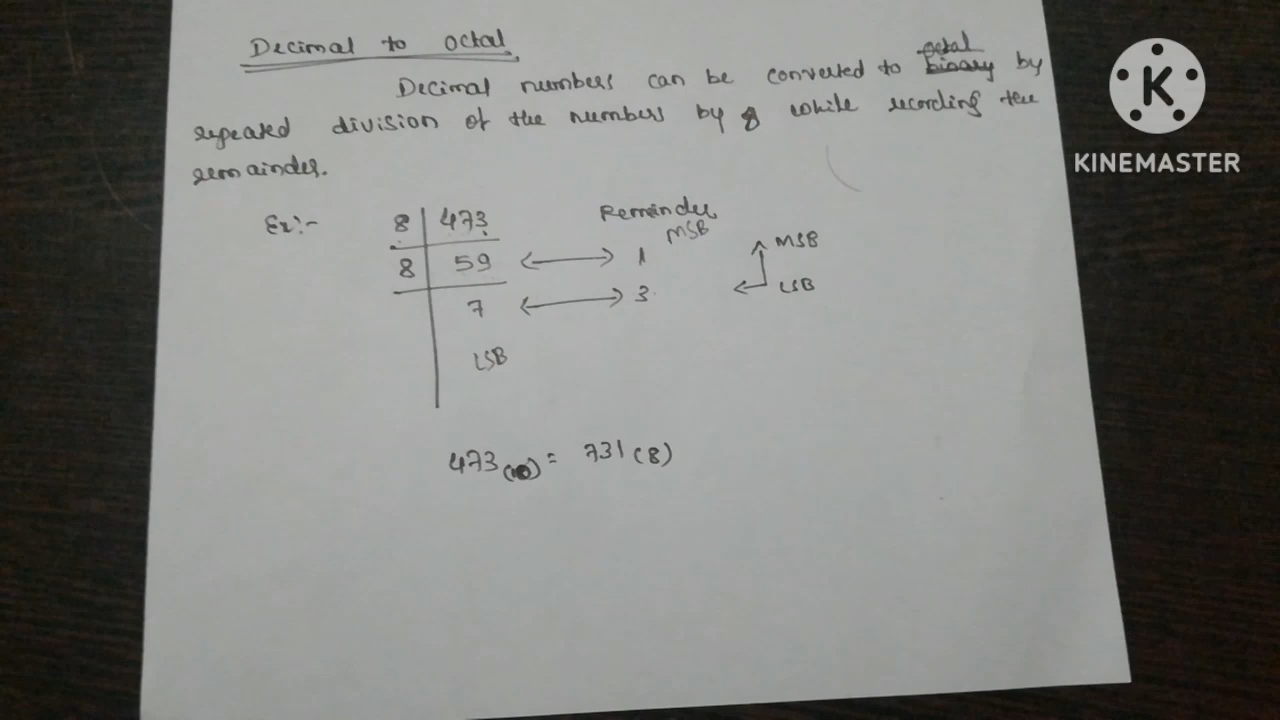 Decimal to octal
octal
Decimal numbers can be converted to binary by
repeated division of the numbers by 8 while recording the
remainder.
Ex:-
8 473 Reminder
MSB
8 59 1 MSB
7 3 LSB
LSB
473(10) = 731(8)
K
KINEMASTER